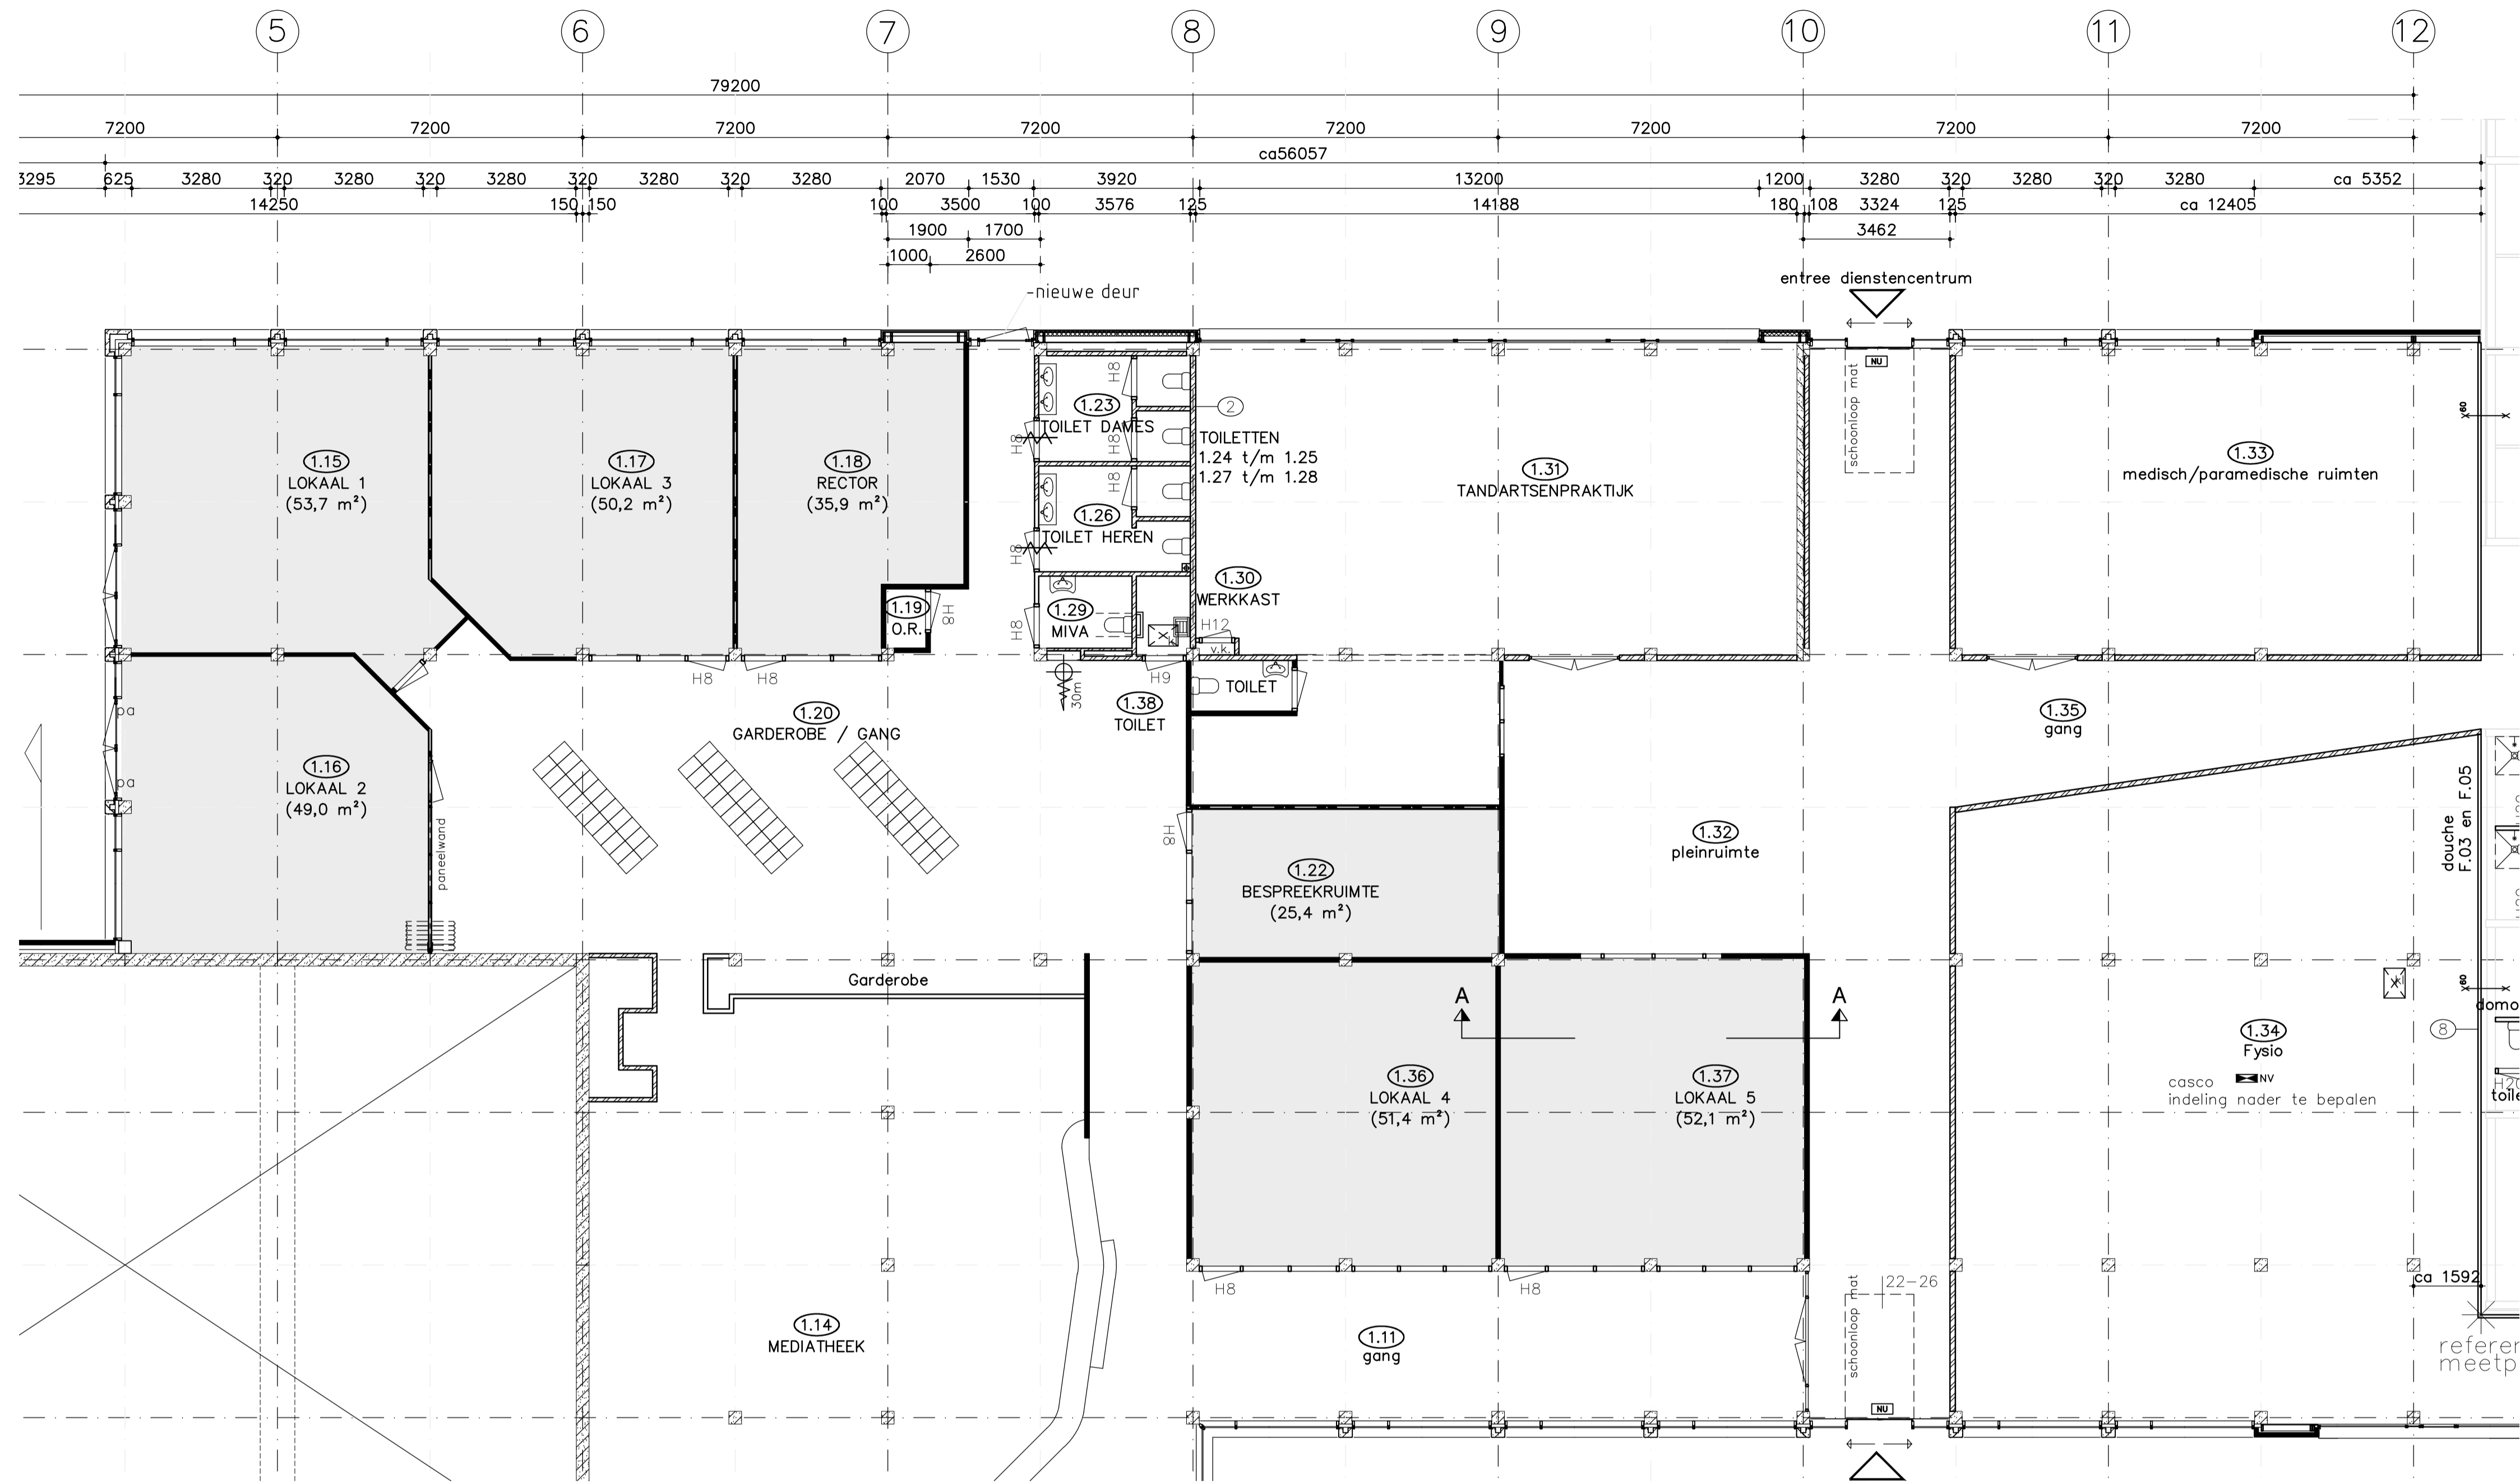 5 6 7 8 9 10 11 12
79200
7200 7200 7200 7200 7200 7200 7200 7200
ca56057
3295 625 3280 320 3280 320 3280 320 3280 320 3280 2070 1530 3920 13200 1200 3280 320 3280 320 3280 ca 5352
14250 150 150 100 3500 100 3576 125 14188 180 108 3324 125 ca 12405
1900 1700 3462
1000 2600
entree dienstencentrum
-nieuwe deur
NU
schoonloop mat
1.15
LOKAAL 1
(53,7 m²)
1.17
LOKAAL 3
(50,2 m²)
1.18
RECTOR
(35,9 m²)
1.19
O.R.
H8
H8
H8
1.23
TOILET DAMES
H8
H8
H8
2
TOILETTEN
1.24 t/m 1.25
1.27 t/m 1.28
1.26
TOILET HEREN
H8
H8
1.29
MIVA
H8
1.30
WERKKAST
H12
v.k.
H9
TOILET
30m
1.38
TOILET
1.31
TANDARTSENPRAKTIJK
1.33
medisch/paramedische ruimten
60
1.35
gang
1.20
GARDEROBE / GANG
pa
pa
1.16
LOKAAL 2
(49,0 m²)
paneelwand
H8
1.22
BESPREEKRUIMTE
(25,4 m²)
1.32
pleinruimte
douche
F.03 en F.05
Garderobe
A A
1.36
LOKAAL 4
(51,4 m²)
1.37
LOKAAL 5
(52,1 m²)
60
8
1.34
Fysio
NV
casco
indeling nader te bepalen
H8
H8
1.14
MEDIATHEEK
1.11
gang
schoonloop mat
22-26
NU
ca 1592